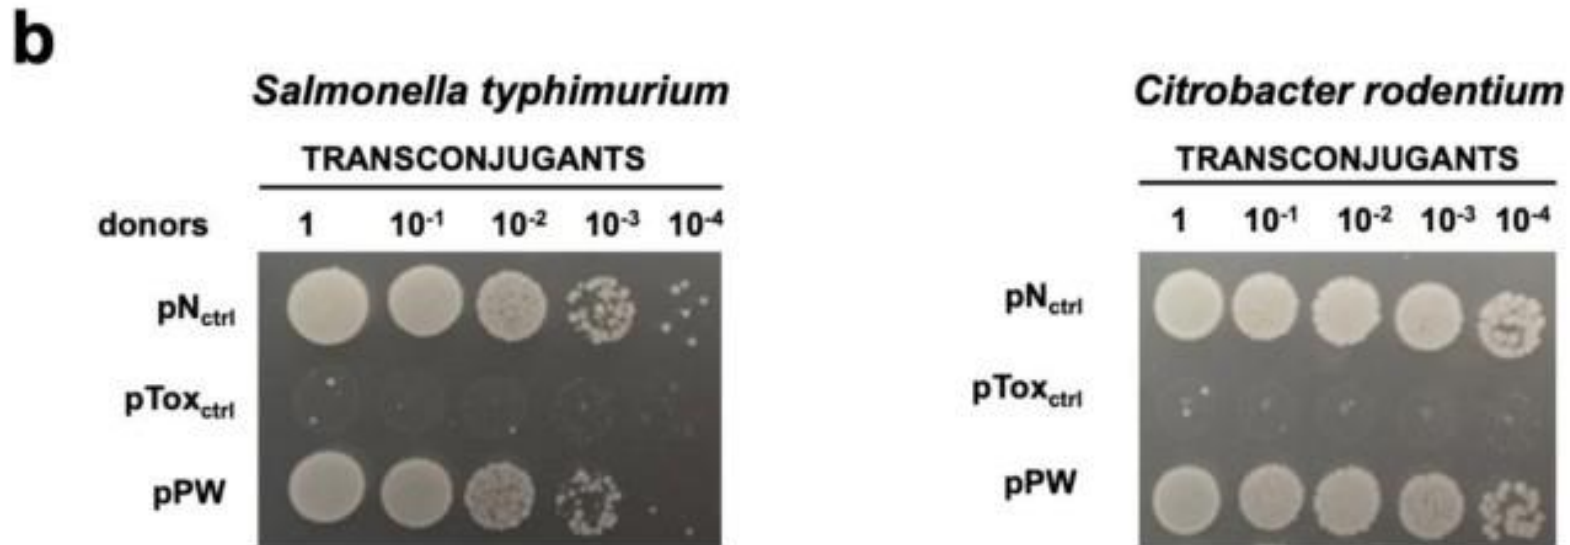 b
Salmonella typhimurium
TRANSCONJUGANTS
donors 1 10⁻¹ 10⁻² 10⁻³ 10⁻⁴
pNctrl
pToxctrl
pPW
Citrobacter rodentium
TRANSCONJUGANTS
1 10⁻¹ 10⁻² 10⁻³ 10⁻⁴
pNctrl
pToxctrl
pPW